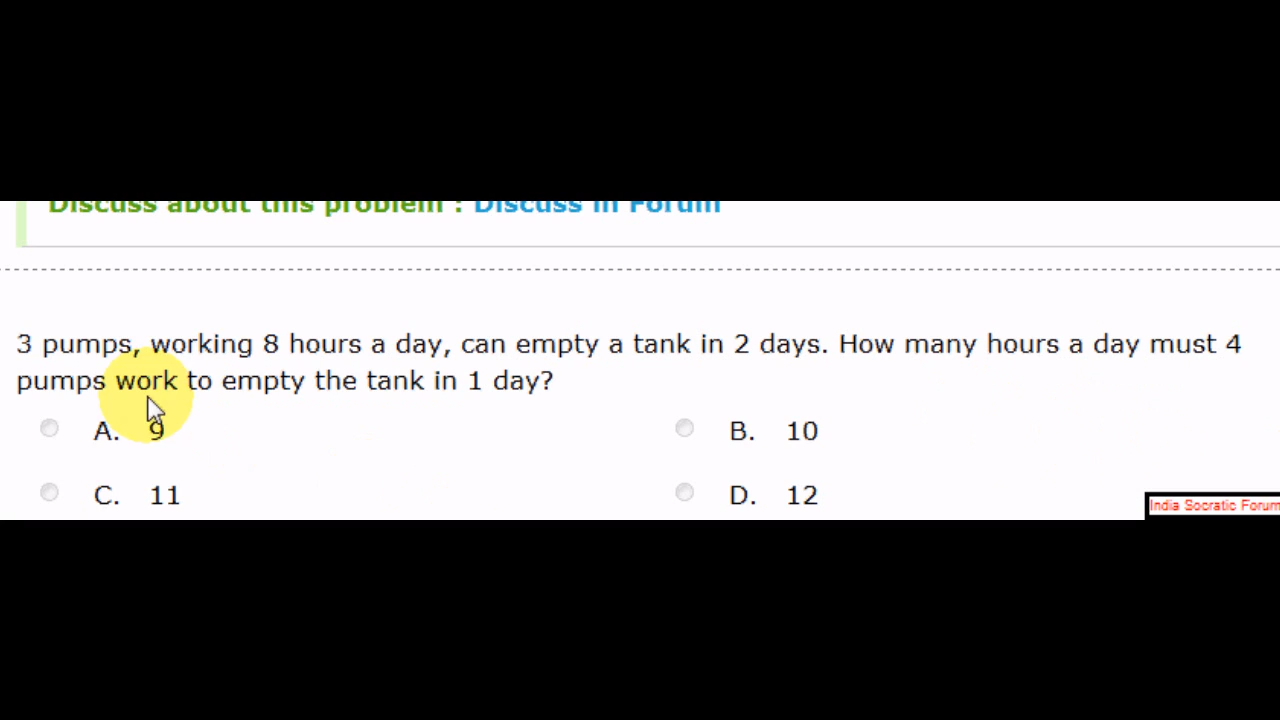 Discuss about this problem : Discuss in Forum
3 pumps, working 8 hours a day, can empty a tank in 2 days. How many hours a day must 4
pumps work to empty the tank in 1 day?
A. 9 B. 10
C. 11 D. 12
India Socratic Forum